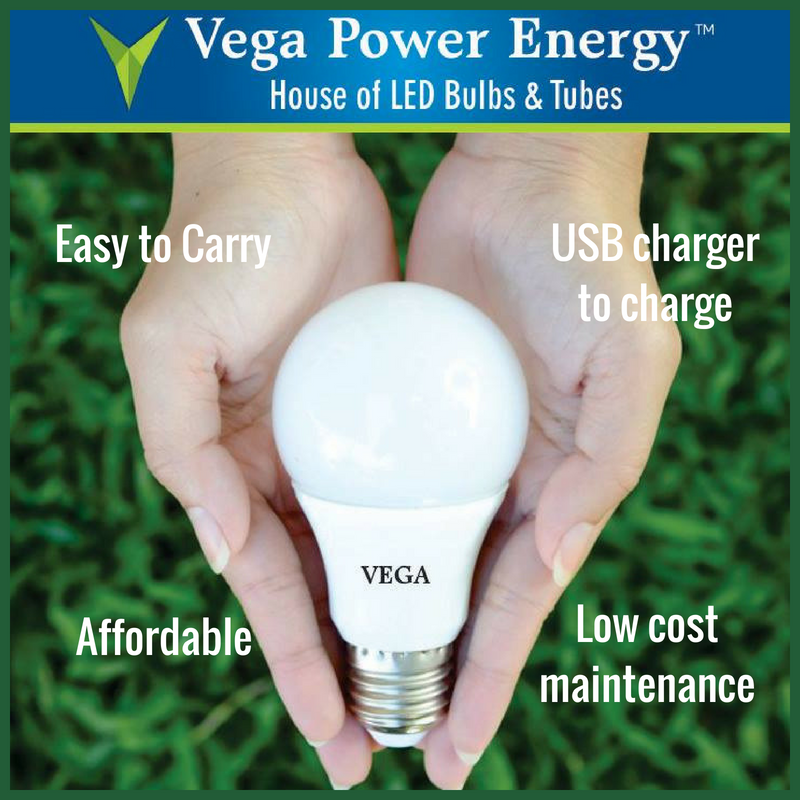 Vega Power Energy™
House of LED Bulbs & Tubes
Easy to Carry
USB charger
to charge
VEGA
Affordable
Low cost
maintenance